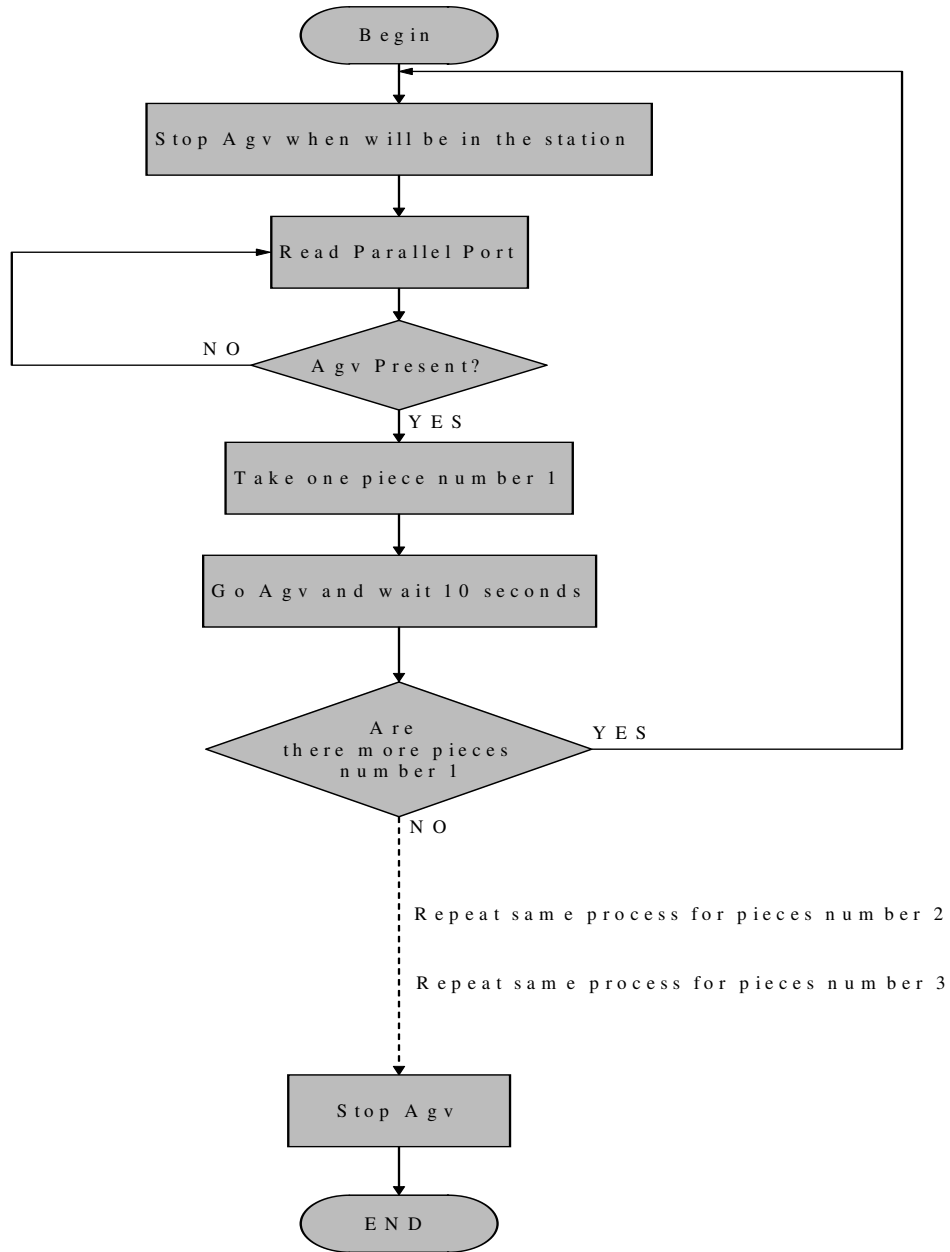 Begin
Stop Agv when will be in the station
Read Parallel Port
NO
Agv Present?
YES
Take one piece number 1
Go Agv and wait 10 seconds
Are
there more pieces
number 1
YES
NO
Repeat same process for pieces number 2
Repeat same process for pieces number 3
Stop Agv
END